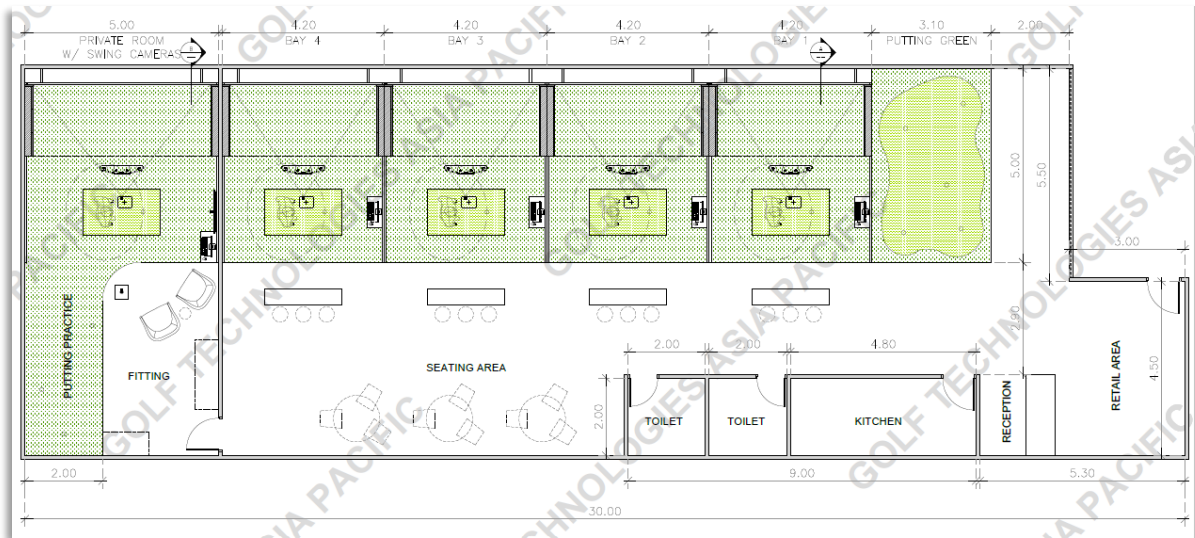 5.00
4.20
4.20
4.20
4.20
3.10
2.00
PRIVATE ROOM
W/ SWING CAMERAS
BAY 4
BAY 3
BAY 2
BAY 1
PUTTING GREEN
5.00
5.50
3.00
PUTTING PRACTICE
FITTING
SEATING AREA
2.90
2.00
2.00
4.80
2.00
TOILET
TOILET
KITCHEN
RECEPTION
RETAIL AREA
4.50
2.00
9.00
5.30
30.00
GOLF TECHNOLOGIES ASIA PACIFIC